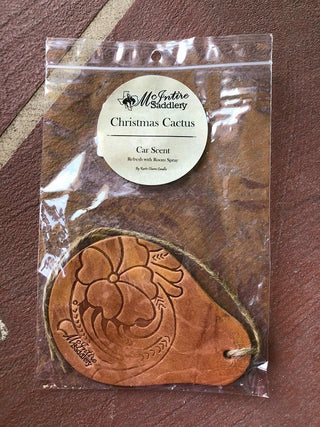 McIntire
Saddlery
Christmas Cactus
Car Scent
Refresh with Room Spray
McIntire
Saddlery